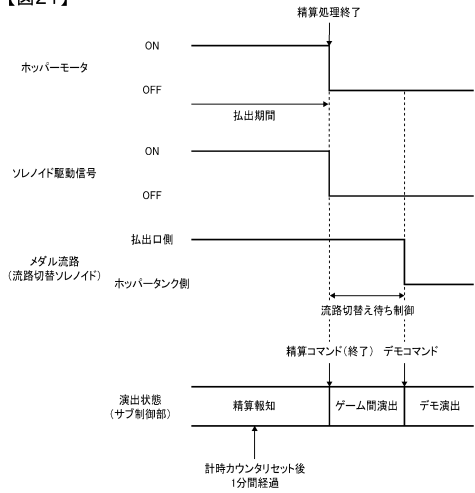 【図21】
精算処理終了
ホッパーモータ
ON
OFF
払出期間
ソレノイド駆動信号
ON
OFF
メダル流路
(流路切替ソレノイド)
払出口側
ホッパータンク側
流路切替え待ち制御
精算コマンド(終了) デモコマンド
演出状態
(サブ制御部)
精算報知
ゲーム間演出
デモ演出
計時カウンタリセット後
1分間経過